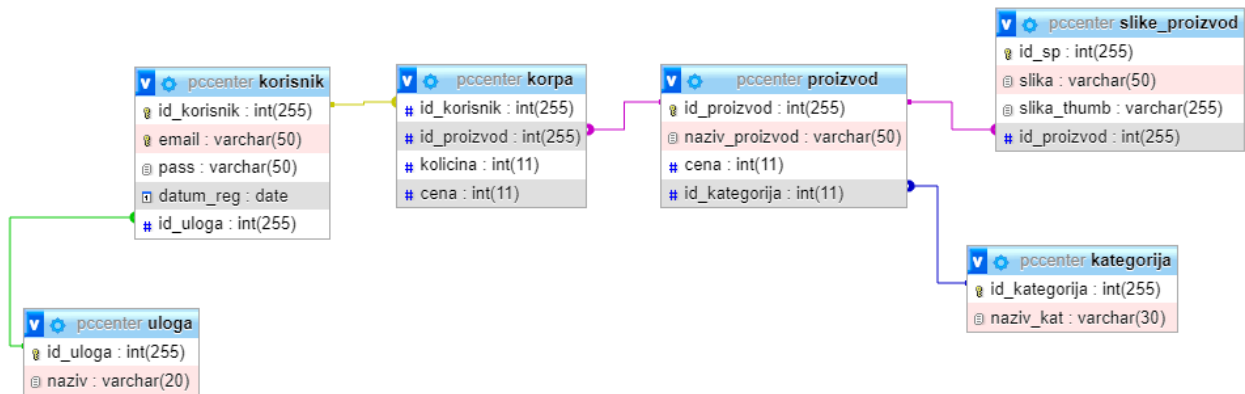 v pccenter slike_proizvod
id_sp : int(255)
slika : varchar(50)
slika_thumb : varchar(255)
# id_proizvod : int(255)
v pccenter korisnik
id_korisnik : int(255)
email : varchar(50)
pass : varchar(50)
datum_reg : date
# id_uloga : int(255)
v pccenter korpa
# id_korisnik : int(255)
# id_proizvod : int(255)
# kolicina : int(11)
# cena : int(11)
v pccenter proizvod
id_proizvod : int(255)
naziv_proizvod : varchar(50)
# cena : int(11)
# id_kategorija : int(11)
v pccenter kategorija
id_kategorija : int(255)
naziv_kat : varchar(30)
v pccenter uloga
id_uloga : int(255)
naziv : varchar(20)